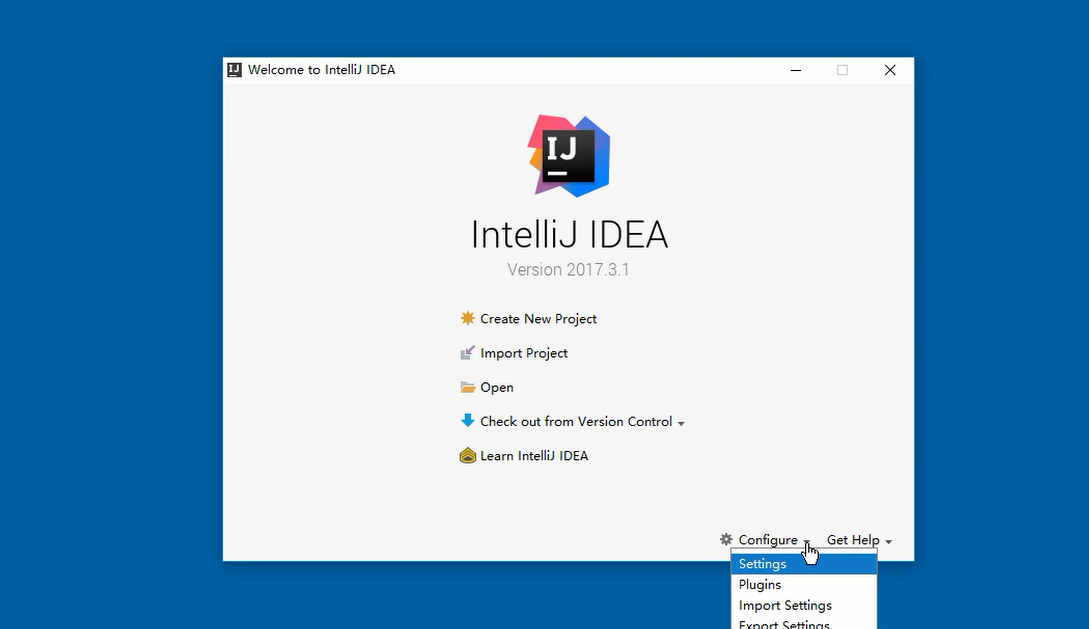 Welcome to IntelliJ IDEA
IJ
IntelliJ IDEA
Version 2017.3.1
Create New Project
Import Project
Open
Check out from Version Control
Learn IntelliJ IDEA
Configure
Get Help
Settings
Plugins
Import Settings
Export Settings